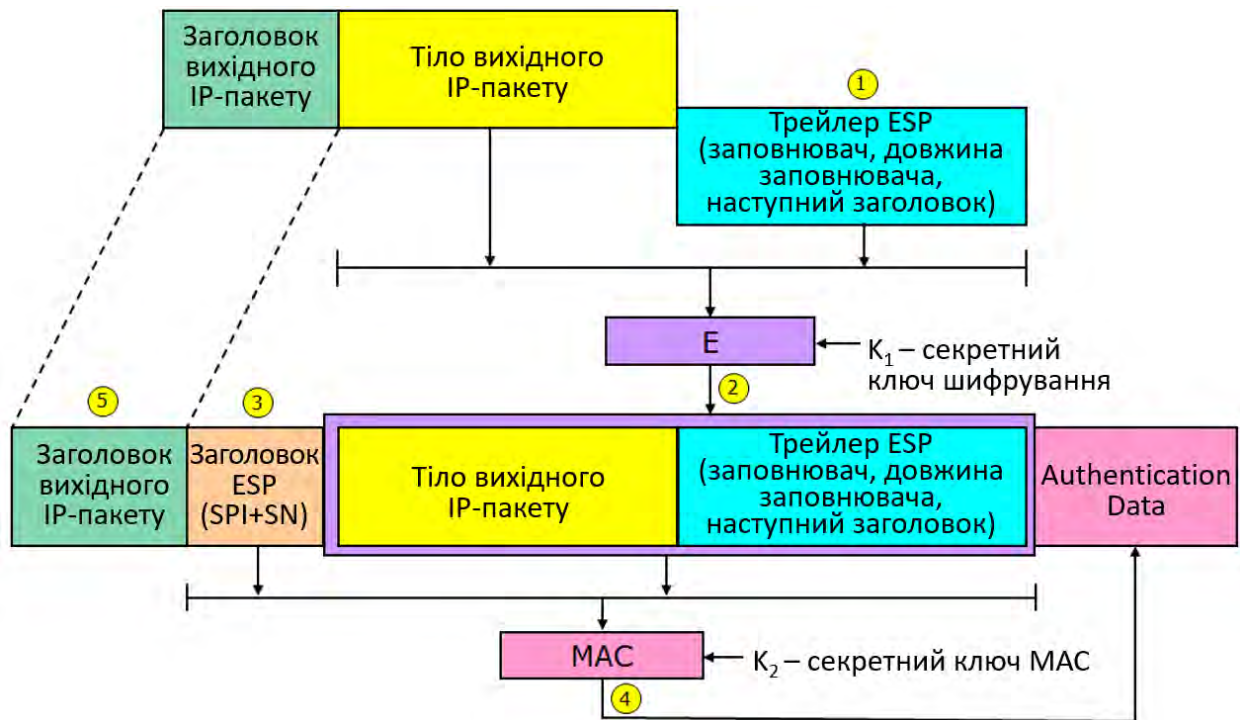 Заголовок
вихідного
IP-пакету
Тіло вихідного
IP-пакету
1
Трейлер ESP
(заповнювач, довжина
заповнювача,
наступний заголовок)
E
K₁ – секретний
ключ шифрування
2
5
3
Заголовок
вихідного
IP-пакету
Заголовок
ESP
(SPI+SN)
Тіло вихідного
IP-пакету
Трейлер ESP
(заповнювач, довжина
заповнювача,
наступний заголовок)
Authentication
Data
MAC
K₂ – секретний ключ MAC
4